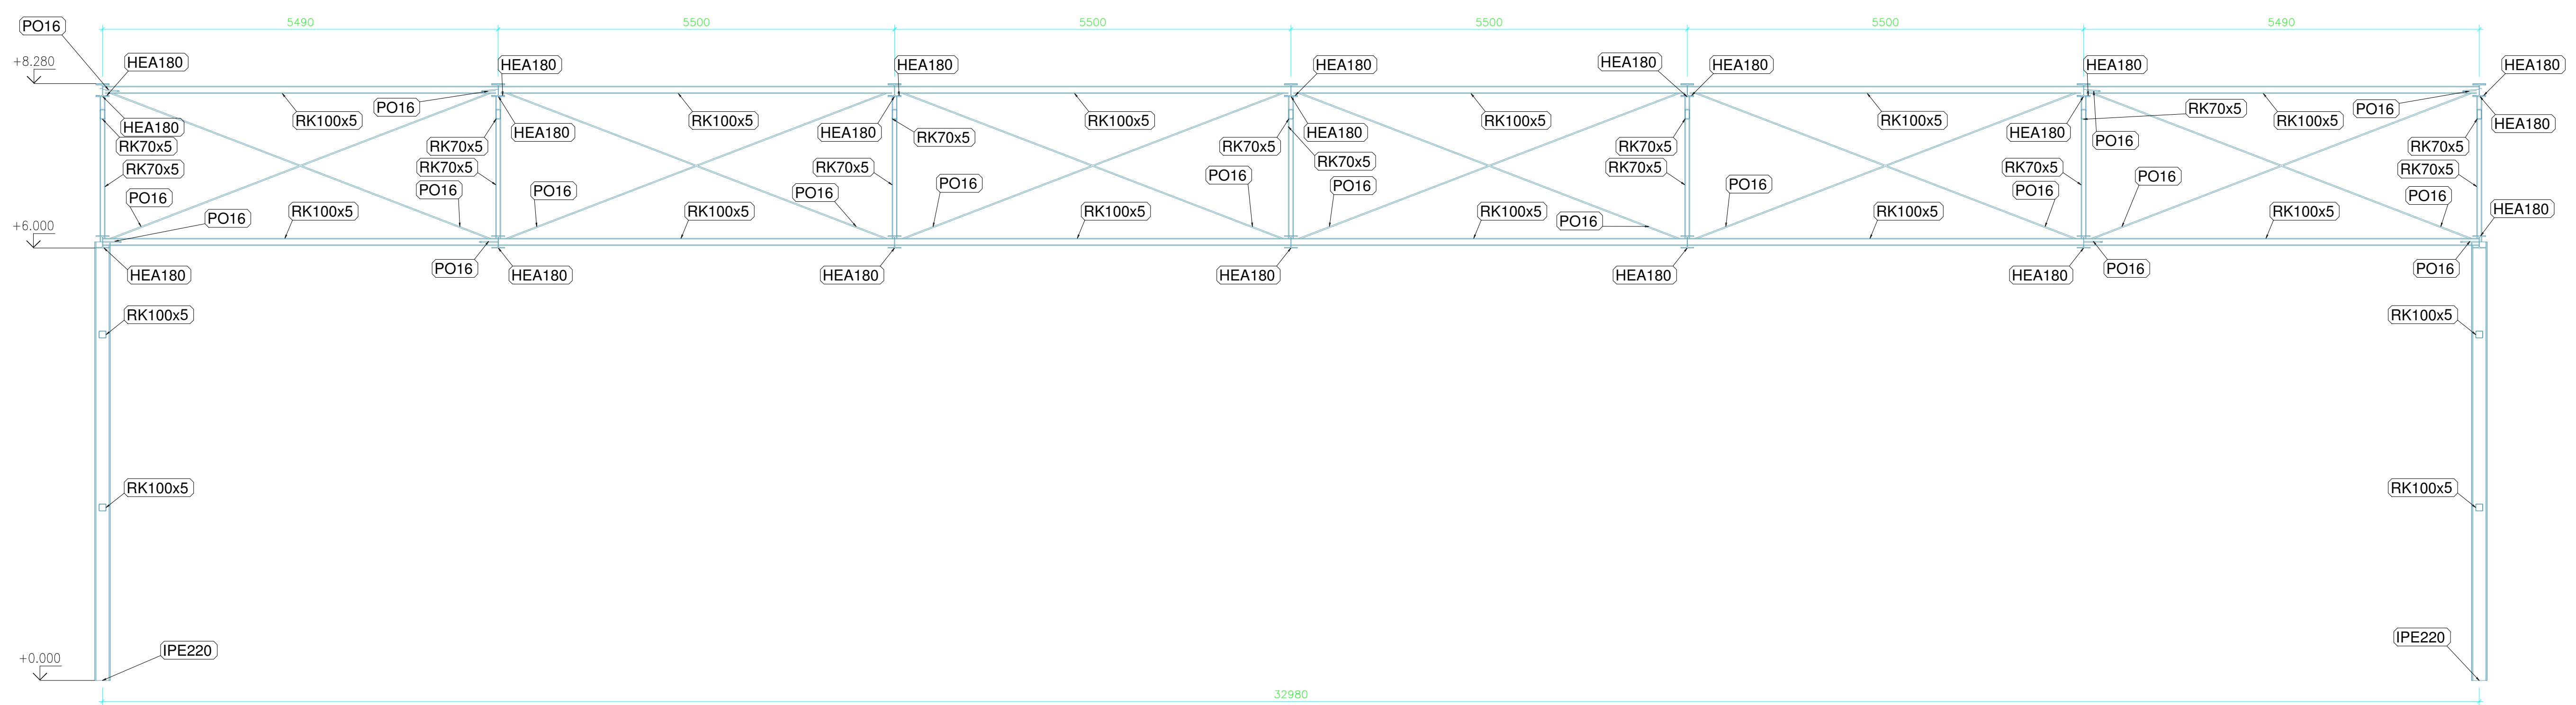 5490 5500 5500 5500 5500 5490
PO16
+8.280
HEA180 HEA180 HEA180 HEA180 HEA180 HEA180 HEA180 HEA180
PO16 PO16
RK100x5 RK100x5 RK100x5 RK100x5 RK100x5 RK70x5 RK100x5
HEA180 HEA180 HEA180 HEA180 HEA180 HEA180
RK70x5 RK70x5 RK70x5 RK70x5 RK70x5 PO16 RK70x5
RK70x5 RK70x5 RK70x5 RK70x5 RK70x5 RK70x5 RK70x5
PO16 PO16 PO16 PO16 PO16 PO16 PO16 PO16 PO16 PO16 PO16
PO16 RK100x5 RK100x5 RK100x5 RK100x5 PO16 RK100x5 RK100x5 HEA180
+6.000
HEA180 PO16 HEA180 HEA180 HEA180 HEA180 HEA180 PO16 PO16
RK100x5 RK100x5
RK100x5 RK100x5
+0.000
IPE220 IPE220
32980